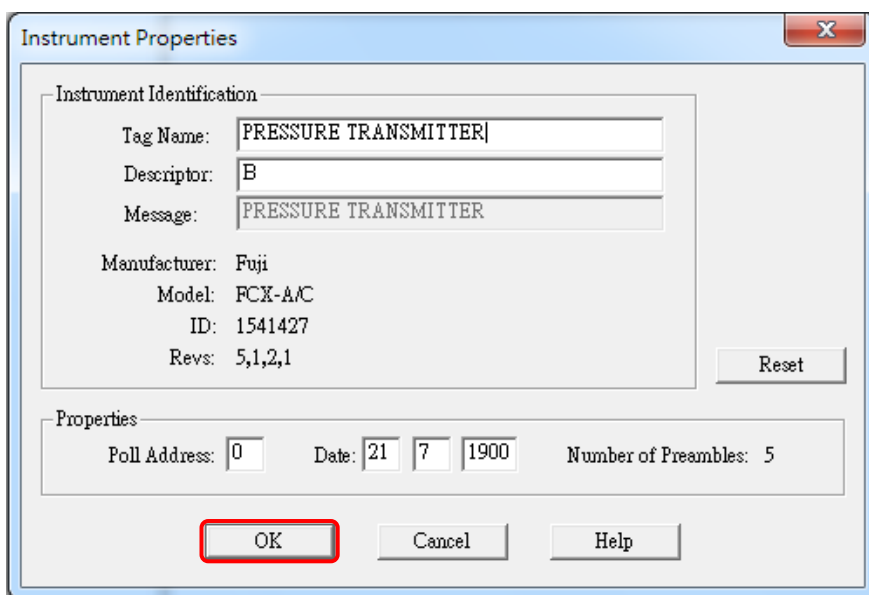 Instrument Properties
Instrument Identification
Tag Name: PRESSURE TRANSMITTER
Descriptor: B
Message: PRESSURE TRANSMITTER
Manufacturer: Fuji
Model: FCX-A/C
ID: 1541427
Revs: 5,1,2,1
Reset
Properties
Poll Address: 0 Date: 21 7 1900 Number of Preambles: 5
OK Cancel Help